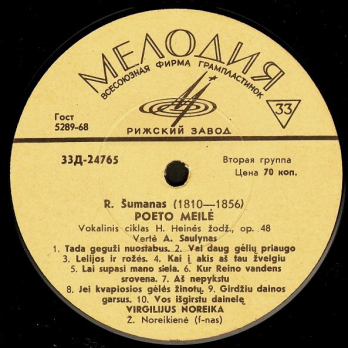 МЕЛОДИЯ
ВСЕСОЮЗНАЯ ФИРМА ГРАМПЛАСТИНОК
33
Гост
5289-68
РИЖСКИЙ ЗАВОД
33Д-24765
Вторая группа
Цена 70 коп.
R. Šumanas (1810—1856)
POETO MEILĖ
Vokalinis ciklas H. Heinės žodž., op. 48
Vertė A. Saulynas
1. Tada gegužį nuostabus. 2. Vai daug gėlių priaugo
3. Lelijos ir rožės. 4. Kai į akis aš tau žvelgiu
5. Lai supasi mano siela. 6. Kur Reino vandens
srovena. 7. Aš nepykstu
8. Jei kvapiosios gėlės žinotų. 9. Girdžiu dainos
garsus. 10. Vos išgirstu dainelę
VIRGILIJUS NOREIKA
Ž. Noreikienė (f-nas)